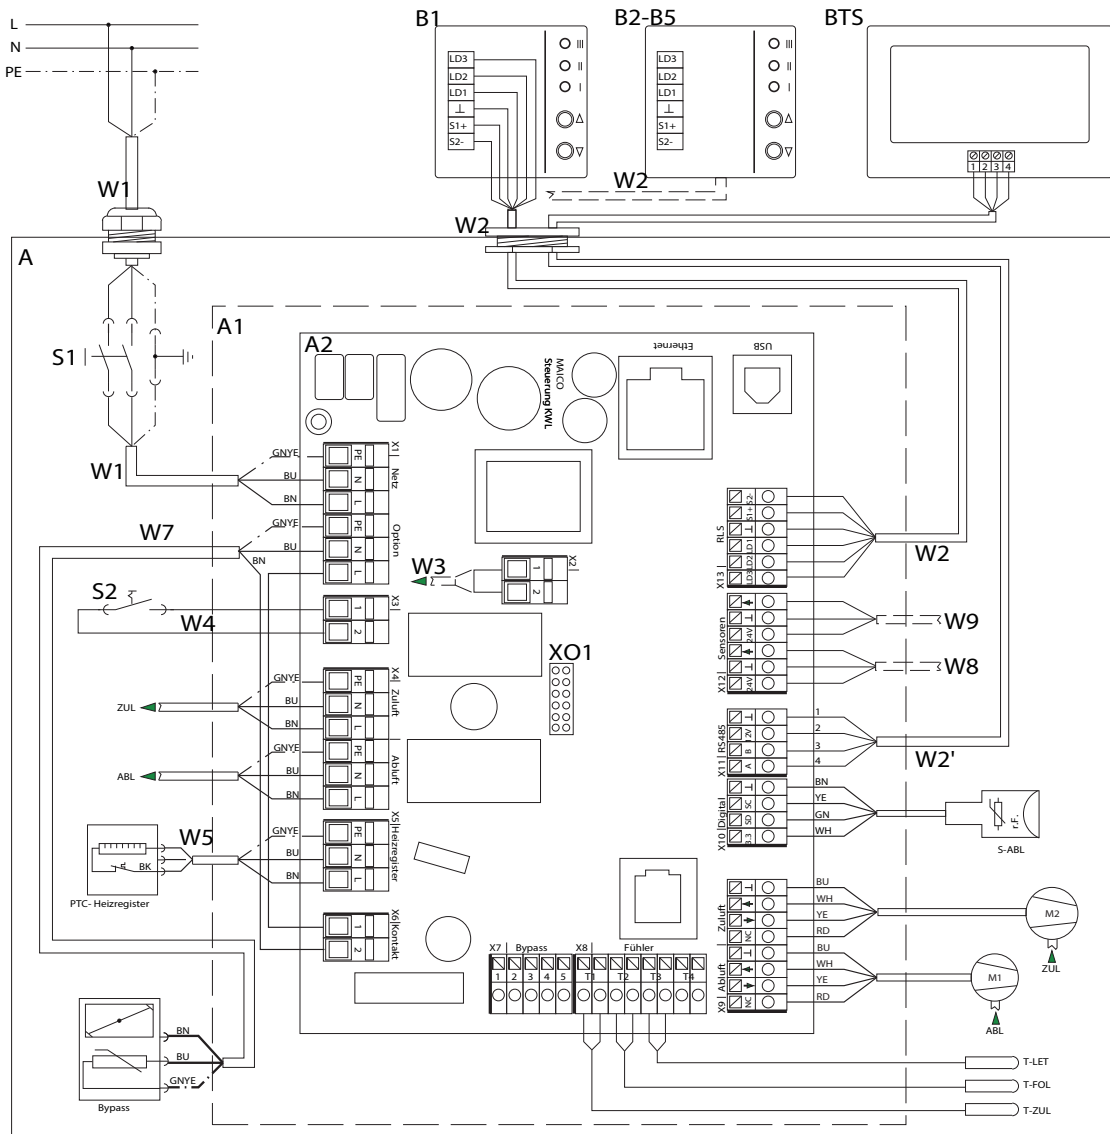 L
N
PE
W1
B1
LD3
LD2
LD1
⊥
S1+
S2-
III
II
I
B2-B5
LD3
LD2
LD1
⊥
S1+
S2-
III
II
I
BTS
1 2 3 4
W2
W2
A
S1
W1
A1
A2
MAICO
Steuerung KWL
Ethernet
USB
GNYE
BU
BN
PE
N
L
X1
Netz
W7
GNYE
BU
BN
PE
N
L
Option
S2
W4
1
2
X3
W3
1
2
X2
XO1
ZUL
GNYE
BU
BN
PE
N
L
X4
Zuluft
ABL
GNYE
BU
BN
PE
N
L
Abluft
W5
GNYE
BU
BN
PE
N
L
X5 Heizregister
BK
PTC- Heizregister
1
2
X6 Kontakt
S2-
S1+
⊥
LD1
LD2
LD3
RLS
X13
W2
⊥
24V
⊥
24V
Sensoren
X12
W9
W8
⊥
12V
B
A
X11 RS485
1
2
3
4
W2'
⊥
SC
SD
3.3
X10 Digital
BN
YE
GN
WH
r.F.
S-ABL
⊥
NC
Zuluft
BU
WH
YE
RD
M2
ZUL
⊥
NC
X9 Abluft
BU
WH
YE
RD
M1
ABL
X7 Bypass X8 Fühler
1 2 3 4 5 T1 T2 T3 T4
T-LET
T-FOL
T-ZUL
BN
BU
GNYE
Bypass